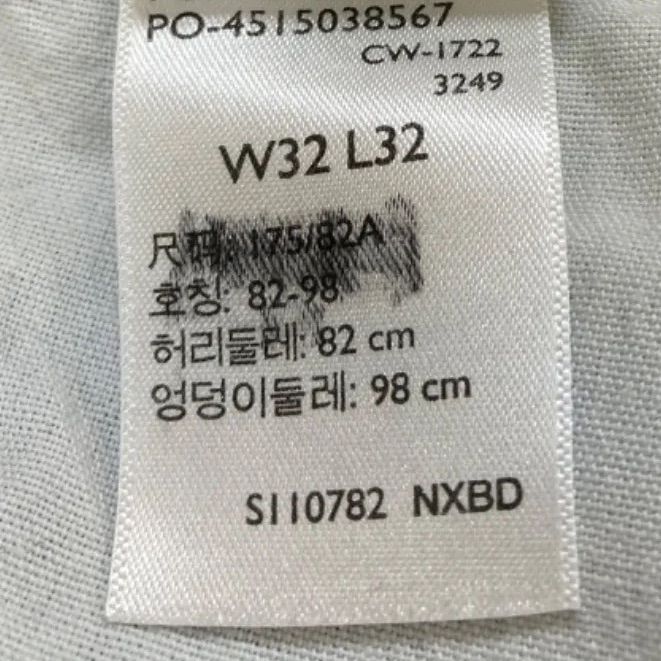 PO-4515038567
CW-1722
3249
W32 L32
尺码: 175/82A
호칭: 82-98
허리둘레: 82 cm
엉덩이둘레: 98 cm
S110782 NXBD